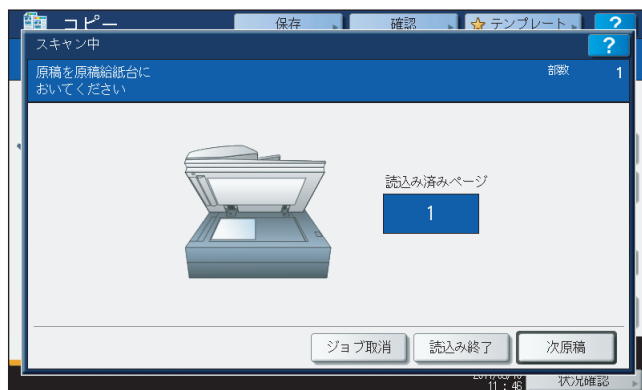 コピー
保存
確認
テンプレート
?
スキャン中
?
原稿を原稿給紙台に
おいてください
部数 1
読込み済みページ
1
ジョブ取消
読込み終了
次原稿
11 : 46
状況確認